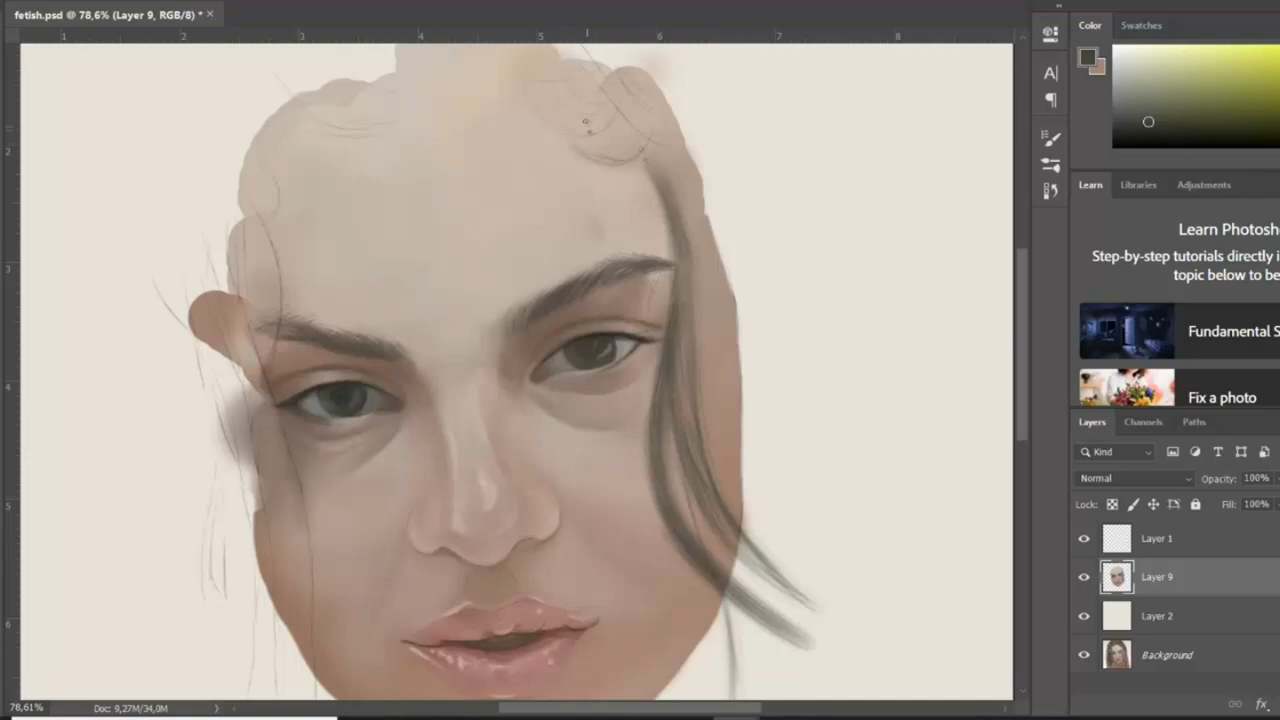 fetish.psd @ 78,6% (Layer 9, RGB/8) * ×
1 2 3 4 5 6 7 8
2
3
4
5
6
Color Swatches
Learn Libraries Adjustments
Learn Photosh
Step-by-step tutorials directly i
topic below to be
Fundamental S
Fix a photo
Layers Channels Paths
Kind
Normal Opacity: 100%
Lock: Fill: 100%
Layer 1
Layer 9
Layer 2
Background
fx
78,61% Doc: 9,27M/34,0M